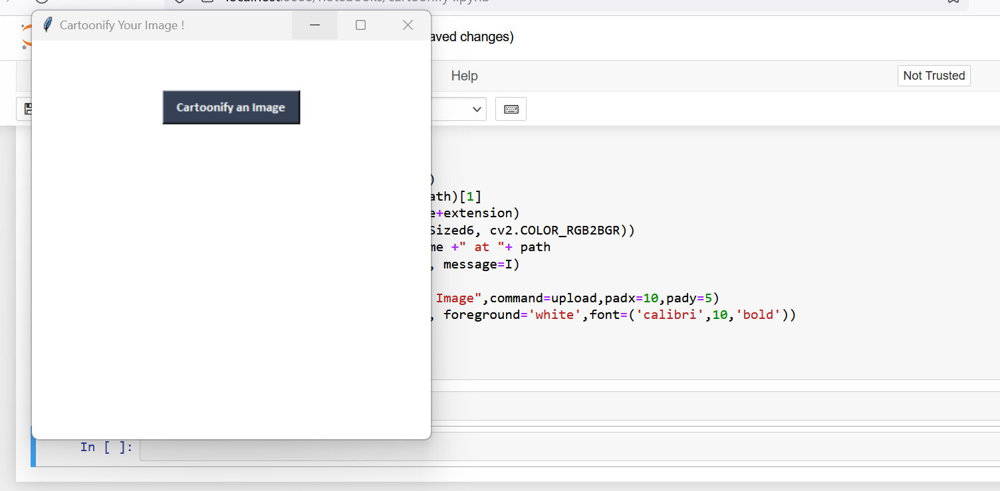 Cartoonify Your Image !
aved changes)
Help
Not Trusted
Cartoonify an Image
)
ath)[1]
e+extension)
Sized6, cv2.COLOR_RGB2BGR))
me +" at "+ path
, message=I)
Image",command=upload,padx=10,pady=5)
, foreground='white',font=('calibri',10,'bold'))
In [ ]: